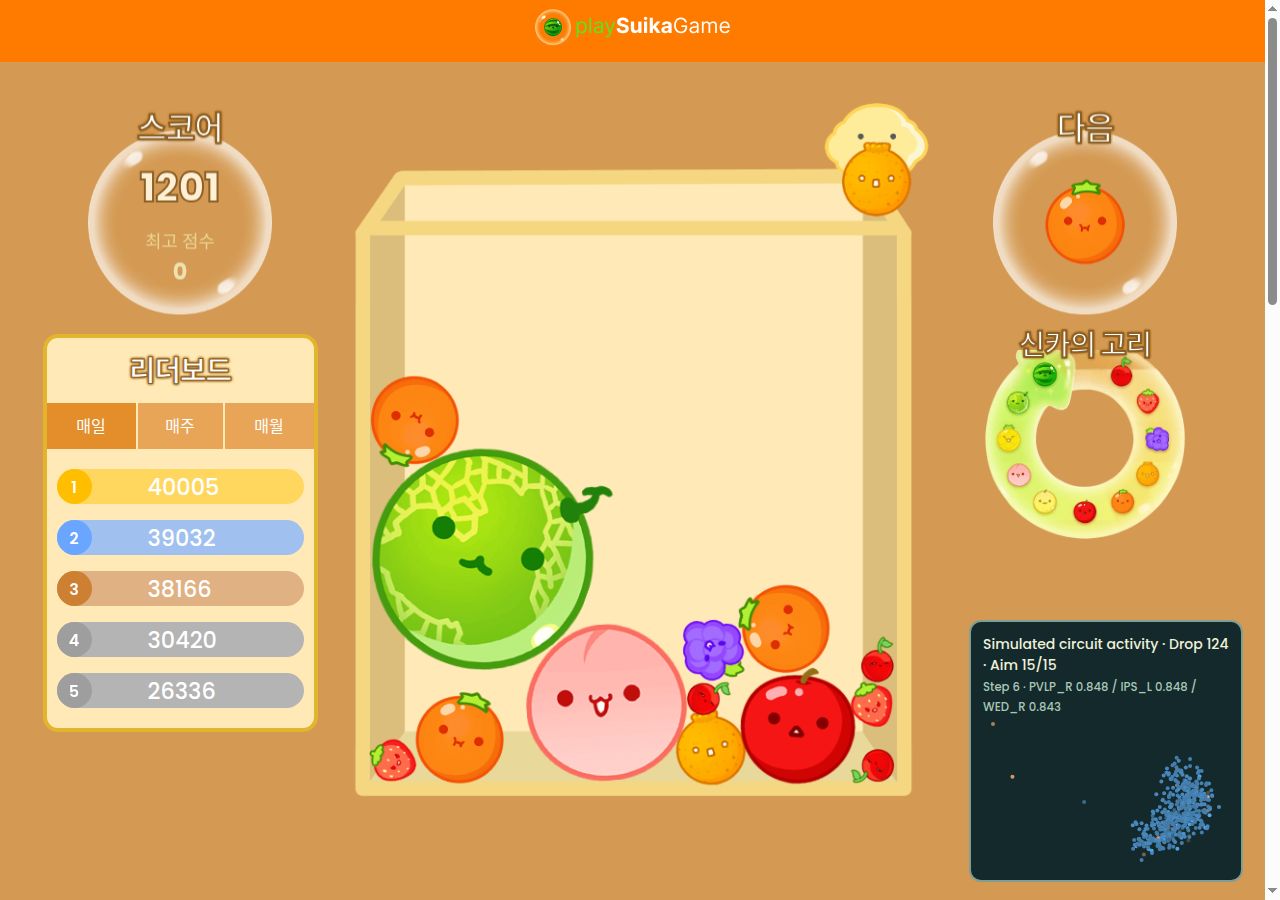 playSuikaGame
스코어
1201
최고 점수
0
다음
신카의 고리
리더보드
매일 매주 매월
1 40005
2 39032
3 38166
4 30420
5 26336
Simulated circuit activity · Drop 124
· Aim 15/15
Step 6 · PVLP_R 0.848 / IPS_L 0.848 /
WED_R 0.843